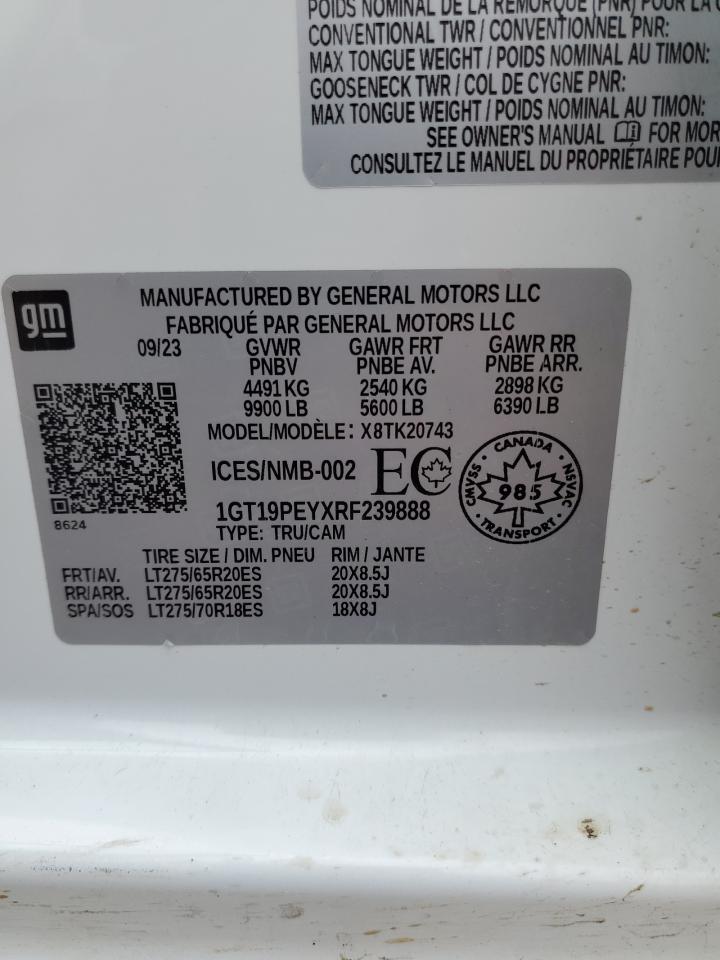 POIDS NOMINAL DE LA REMORQUE (PNR) POUR LA
CONVENTIONAL TWR / CONVENTIONNEL PNR:
MAX TONGUE WEIGHT / POIDS NOMINAL AU TIMON:
GOOSENECK TWR / COL DE CYGNE PNR:
MAX TONGUE WEIGHT / POIDS NOMINAL AU TIMON:
SEE OWNER'S MANUAL FOR MOR
CONSULTEZ LE MANUEL DU PROPRIÉTAIRE POU
gm
MANUFACTURED BY GENERAL MOTORS LLC
FABRIQUÉ PAR GENERAL MOTORS LLC
09/23 GVWR GAWR FRT GAWR RR
PNBV PNBE AV. PNBE ARR.
4491 KG 2540 KG 2898 KG
9900 LB 5600 LB 6390 LB
MODEL/MODÈLE: X8TK20743
ICES/NMB-002 EC
CANADA
CMVSS 985 NSVAC
TRANSPORT
8624
1GT19PEYXRF239888
TYPE: TRU/CAM
TIRE SIZE / DIM. PNEU RIM / JANTE
FRT/AV. LT275/65R20ES 20X8.5J
RR/ARR. LT275/65R20ES 20X8.5J
SPA/SOS LT275/70R18ES 18X8J